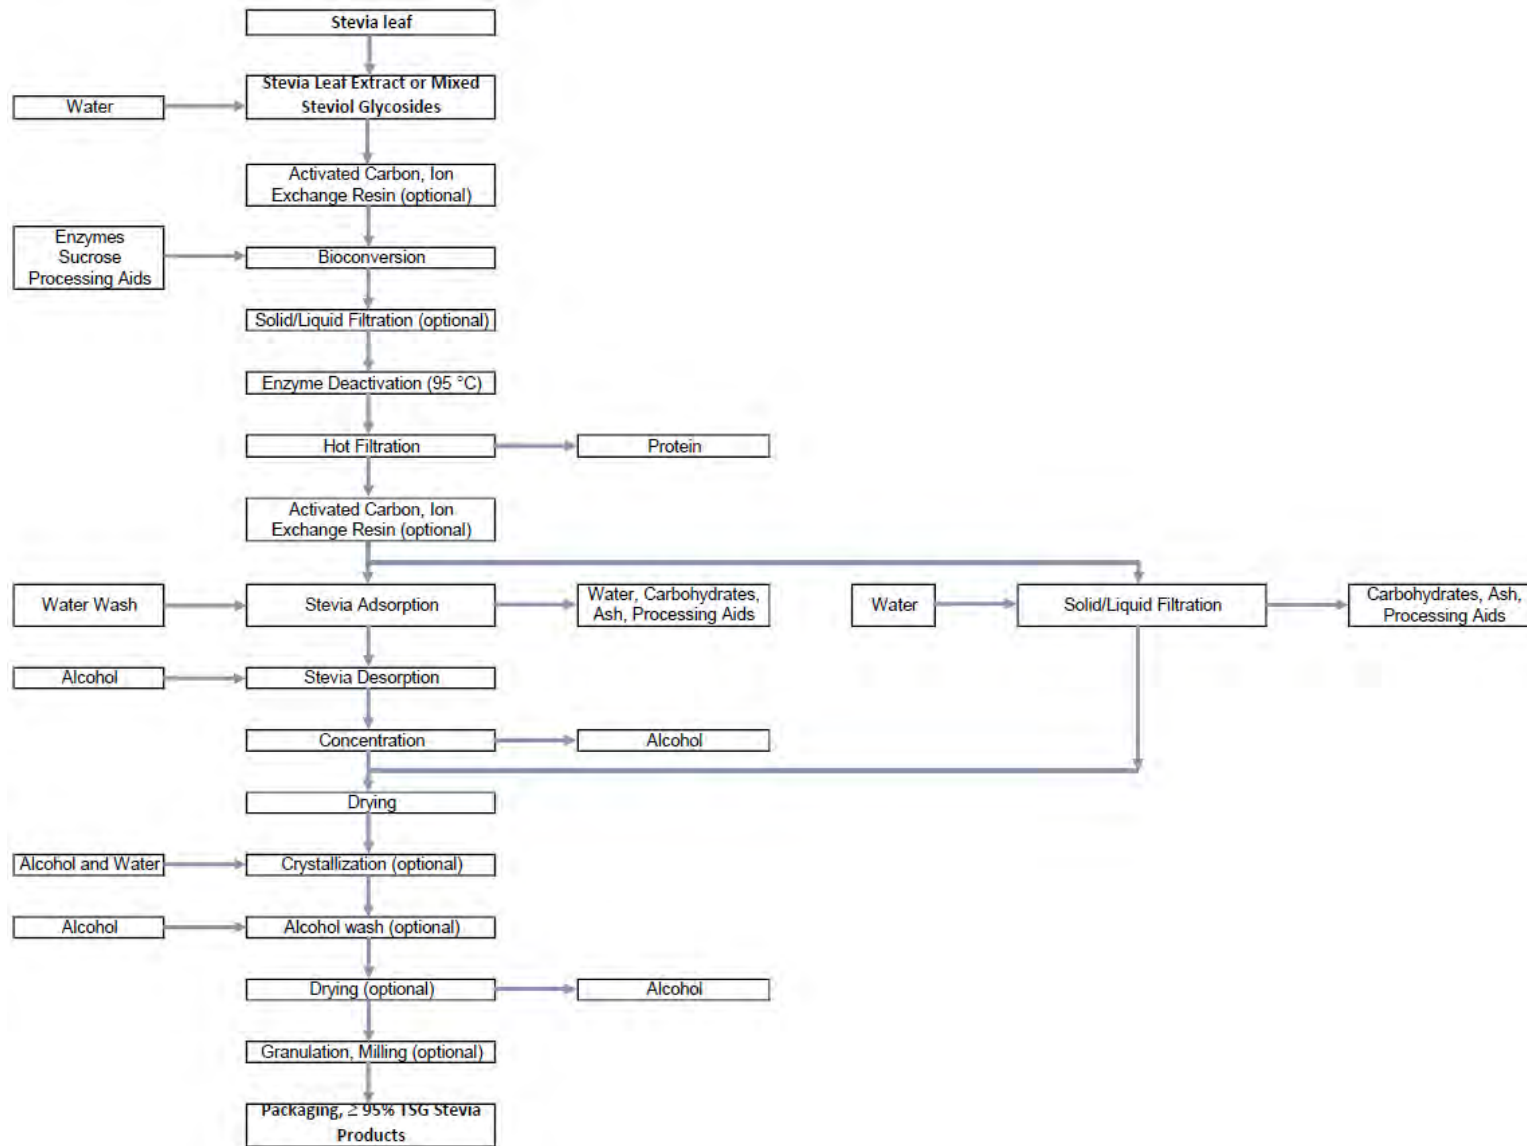 Stevia leaf
Stevia Leaf Extract or Mixed
Steviol Glycosides
Water
Activated Carbon, Ion
Exchange Resin (optional)
Enzymes
Sucrose
Processing Aids
Bioconversion
Solid/Liquid Filtration (optional)
Enzyme Deactivation (95 °C)
Hot Filtration
Protein
Activated Carbon, Ion
Exchange Resin (optional)
Water Wash
Stevia Adsorption
Water, Carbohydrates,
Ash, Processing Aids
Water
Solid/Liquid Filtration
Carbohydrates, Ash,
Processing Aids
Alcohol
Stevia Desorption
Concentration
Alcohol
Drying
Alcohol and Water
Crystallization (optional)
Alcohol
Alcohol wash (optional)
Drying (optional)
Alcohol
Granulation, Milling (optional)
Packaging, ≥ 95% TSG Stevia
Products